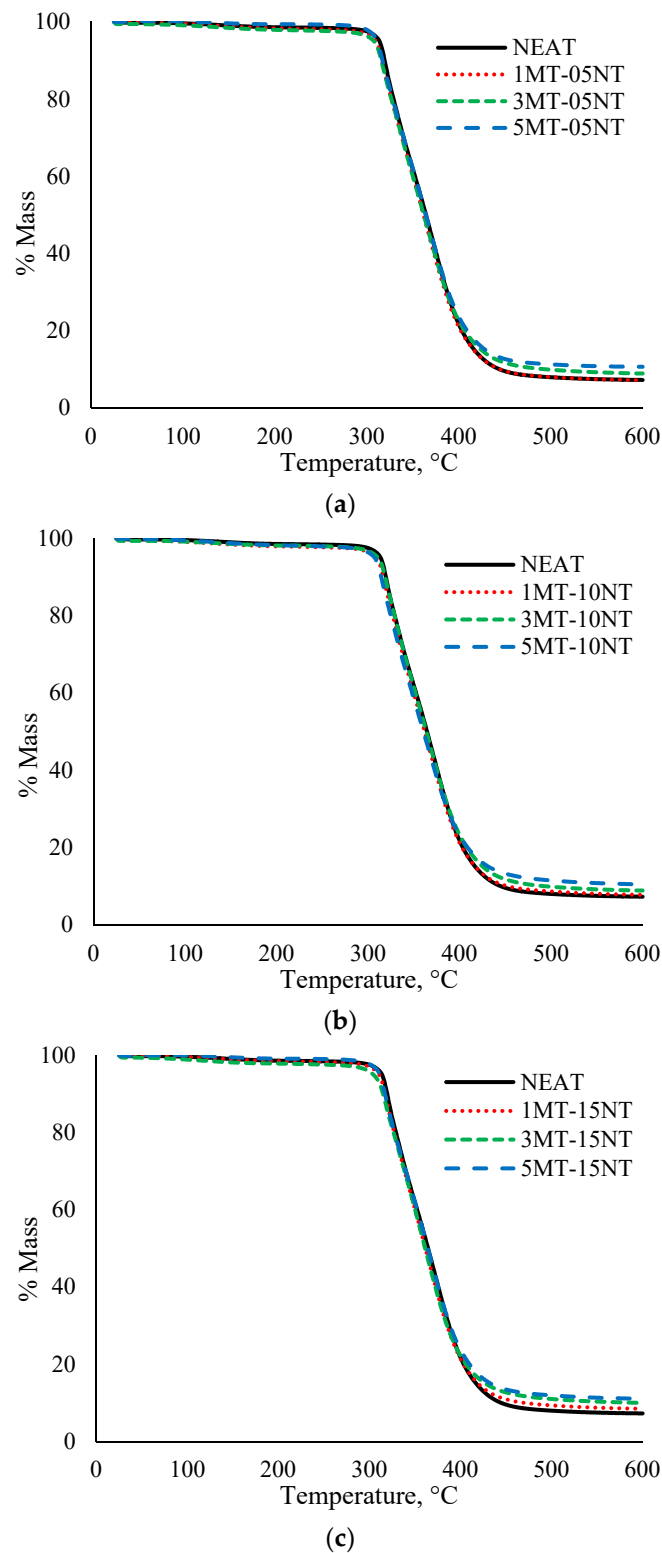 100
80
60
40
20
0
% Mass
NEAT
1MT-05NT
3MT-05NT
5MT-05NT
0 100 200 300 400 500 600
Temperature, °C
(a)
100
80
60
40
20
0
% Mass
NEAT
1MT-10NT
3MT-10NT
5MT-10NT
0 100 200 300 400 500 600
Temperature, °C
(b)
100
80
60
40
20
0
% Mass
NEAT
1MT-15NT
3MT-15NT
5MT-15NT
0 100 200 300 400 500 600
Temperature, °C
(c)